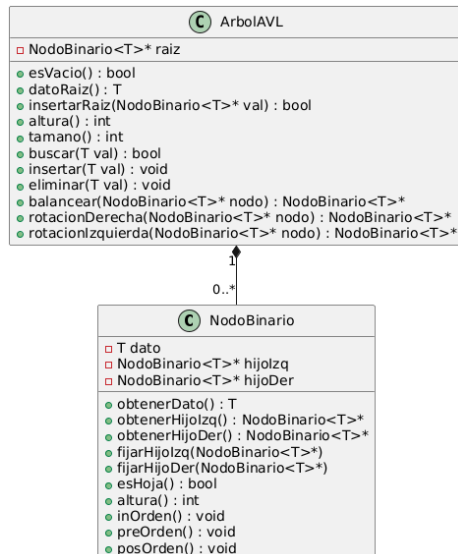 C ArbolAVL
NodoBinario<T>* raiz
esVacio() : bool
datoRaiz() : T
insertarRaiz(NodoBinario<T>* val) : bool
altura() : int
tamano() : int
buscar(T val) : bool
insertar(T val) : void
eliminar(T val) : void
balancear(NodoBinario<T>* nodo) : NodoBinario<T>*
rotacionDerecha(NodoBinario<T>* nodo) : NodoBinario<T>*
rotacionIzquierda(NodoBinario<T>* nodo) : NodoBinario<T>*
1
0..*
C NodoBinario
T dato
NodoBinario<T>* hijoIzq
NodoBinario<T>* hijoDer
obtenerDato() : T
obtenerHijoIzq() : NodoBinario<T>*
obtenerHijoDer() : NodoBinario<T>*
fijarHijoIzq(NodoBinario<T>*)
fijarHijoDer(NodoBinario<T>*)
esHoja() : bool
altura() : int
inOrden() : void
preOrden() : void
posOrden() : void